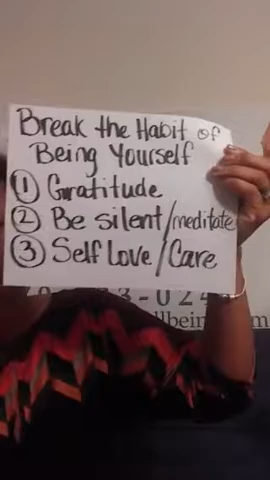 Break the Habit of
Being Yourself
① Gratitude
② Be silent/meditate
③ Self Love/Care